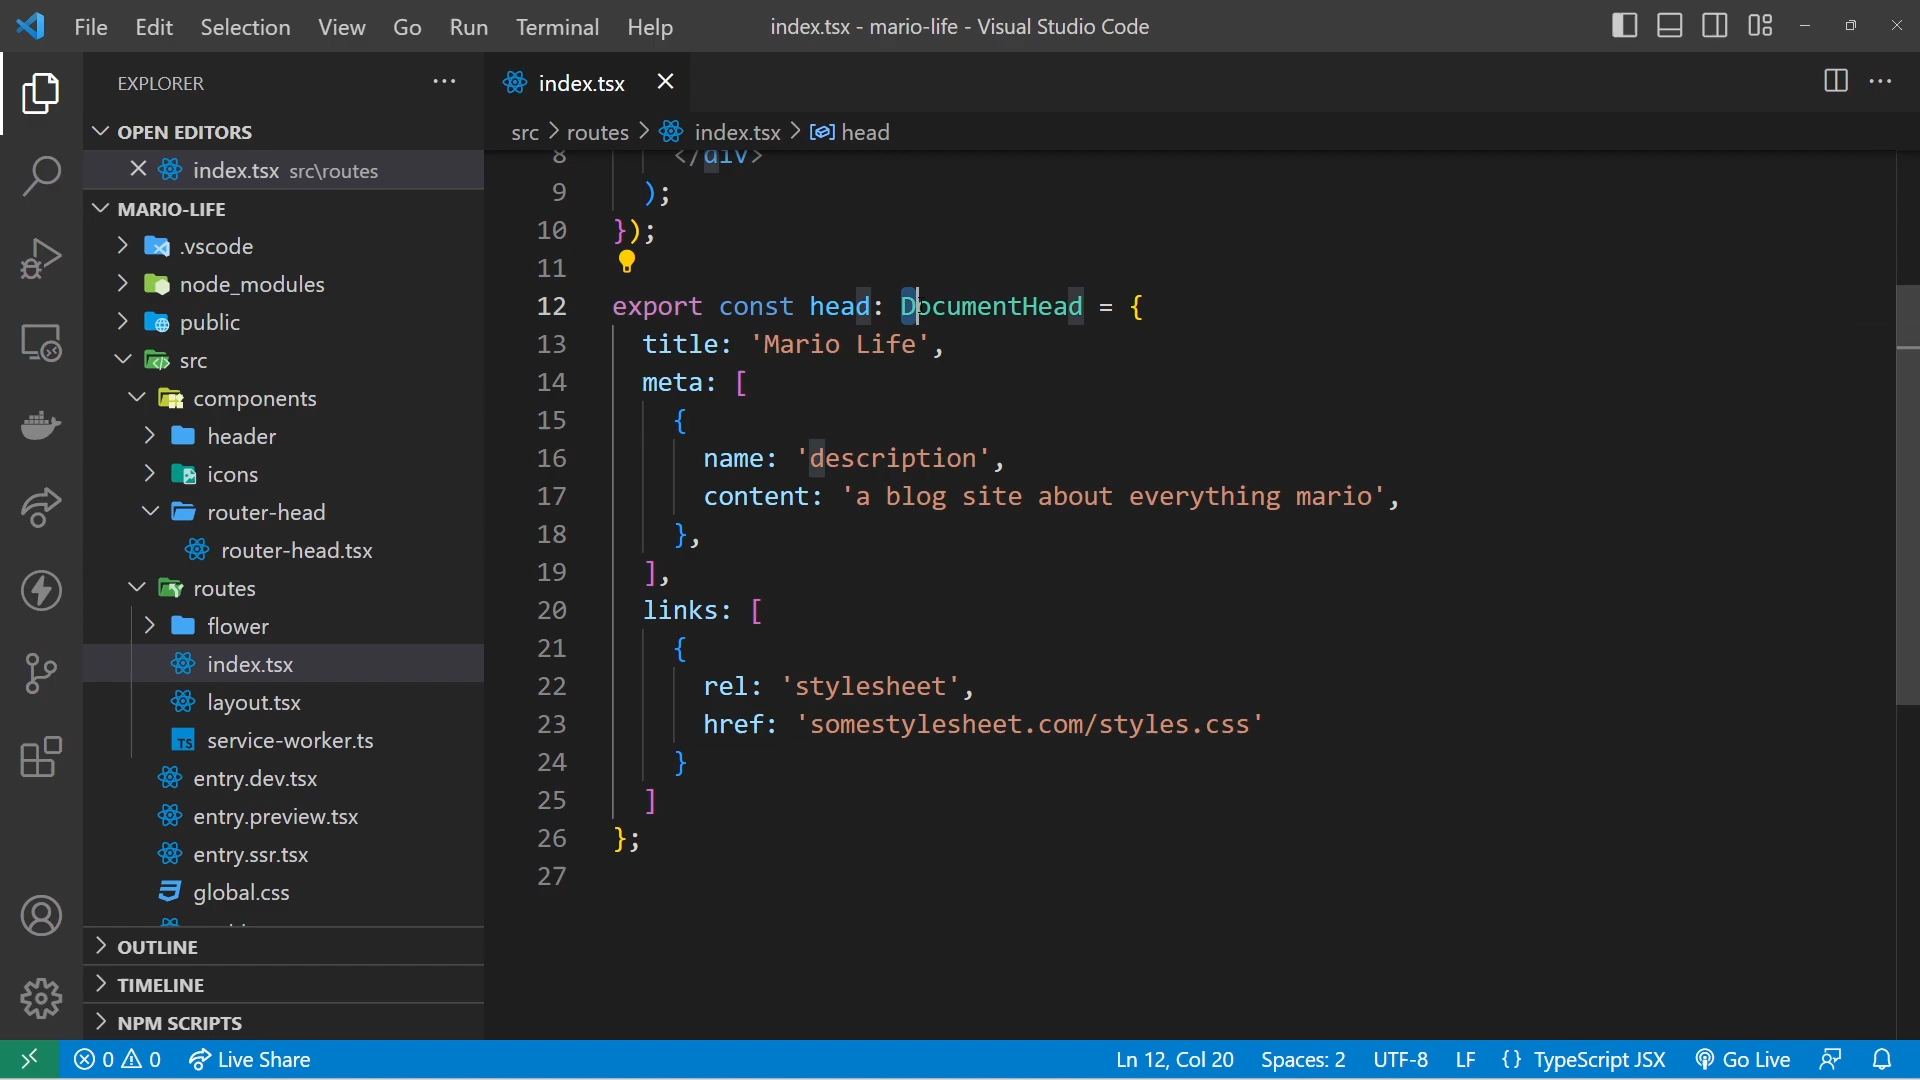 File Edit Selection View Go Run Terminal Help
index.tsx - mario-life - Visual Studio Code
EXPLORER
OPEN EDITORS
index.tsx src\routes
MARIO-LIFE
.vscode
node_modules
public
src
components
header
icons
router-head
router-head.tsx
routes
flower
index.tsx
layout.tsx
service-worker.ts
entry.dev.tsx
entry.preview.tsx
entry.ssr.tsx
global.css
OUTLINE
TIMELINE
NPM SCRIPTS
index.tsx
src > routes > index.tsx > head
8 </div>
9 );
10 });
11
12 export const head: DocumentHead = {
13 title: 'Mario Life',
14 meta: [
15 {
16 name: 'description',
17 content: 'a blog site about everything mario',
18 },
19 ],
20 links: [
21 {
22 rel: 'stylesheet',
23 href: 'somestylesheet.com/styles.css'
24 }
25 ]
26 };
27
0 0 Live Share
Ln 12, Col 20 Spaces: 2 UTF-8 LF {} TypeScript JSX Go Live